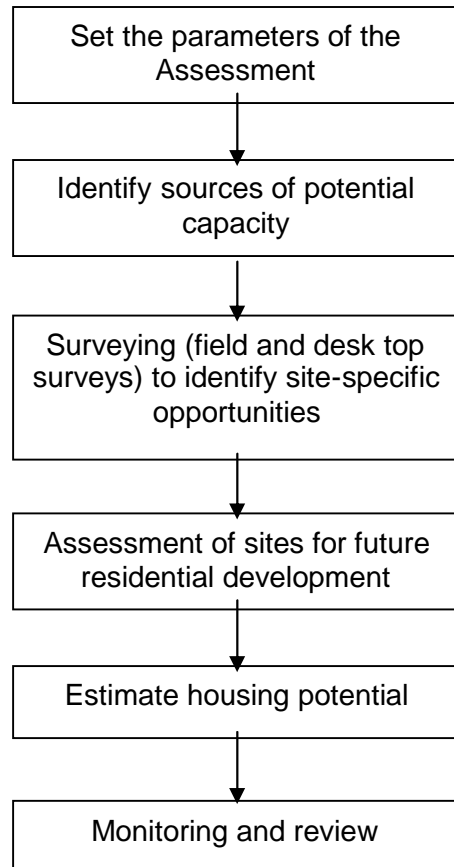 Set the parameters of the
Assessment
Identify sources of potential
capacity
Surveying (field and desk top
surveys) to identify site-specific
opportunities
Assessment of sites for future
residential development
Estimate housing potential
Monitoring and review